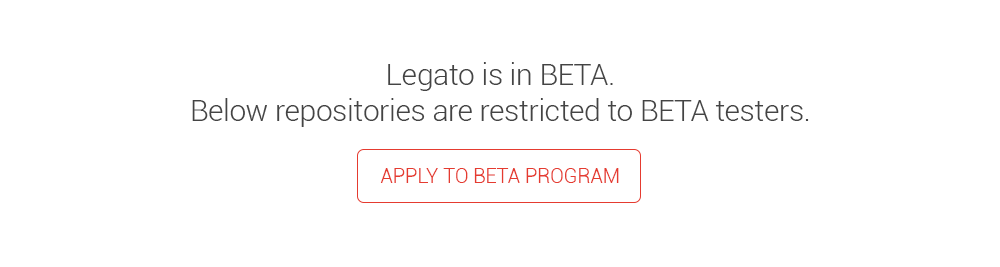 Legato is in BETA.
Below repositories are restricted to BETA testers.
APPLY TO BETA PROGRAM